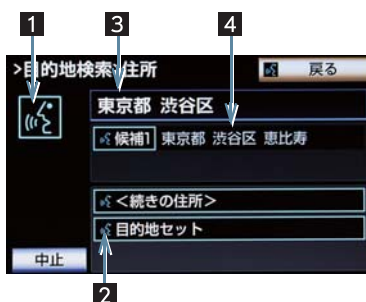 1 3 4
>目的地検索>住所 戻る
東京都 渋谷区
候補1 東京都 渋谷区 恵比寿
<続きの住所>
目的地セット
中止
2